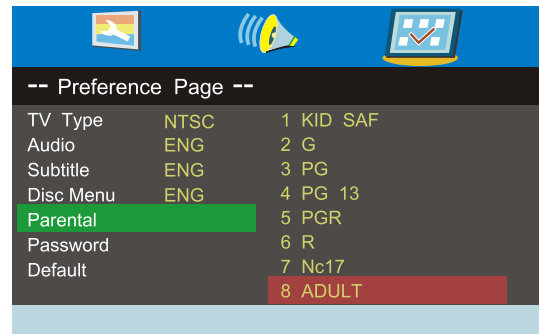 -- Preference Page --
TV Type NTSC 1 KID SAF
Audio ENG 2 G
Subtitle ENG 3 PG
Disc Menu ENG 4 PG 13
Parental 5 PGR
Password 6 R
Default 7 Nc17
8 ADULT